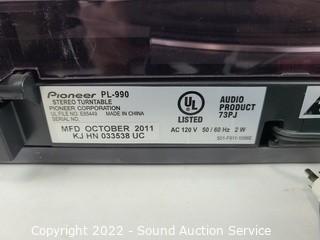 Pioneer PL-990
STEREO TURNTABLE
PIONEER CORPORATION
UL FILE NO. E65449 MADE IN CHINA
SERIAL NO.
MFD OCTOBER 2011
KJ HN 033538 UC
UL
LISTED
AUDIO
PRODUCT
73PJ
AC 120 V 50 / 60 Hz 2 W
Copyright 2022 - Sound Auction Service